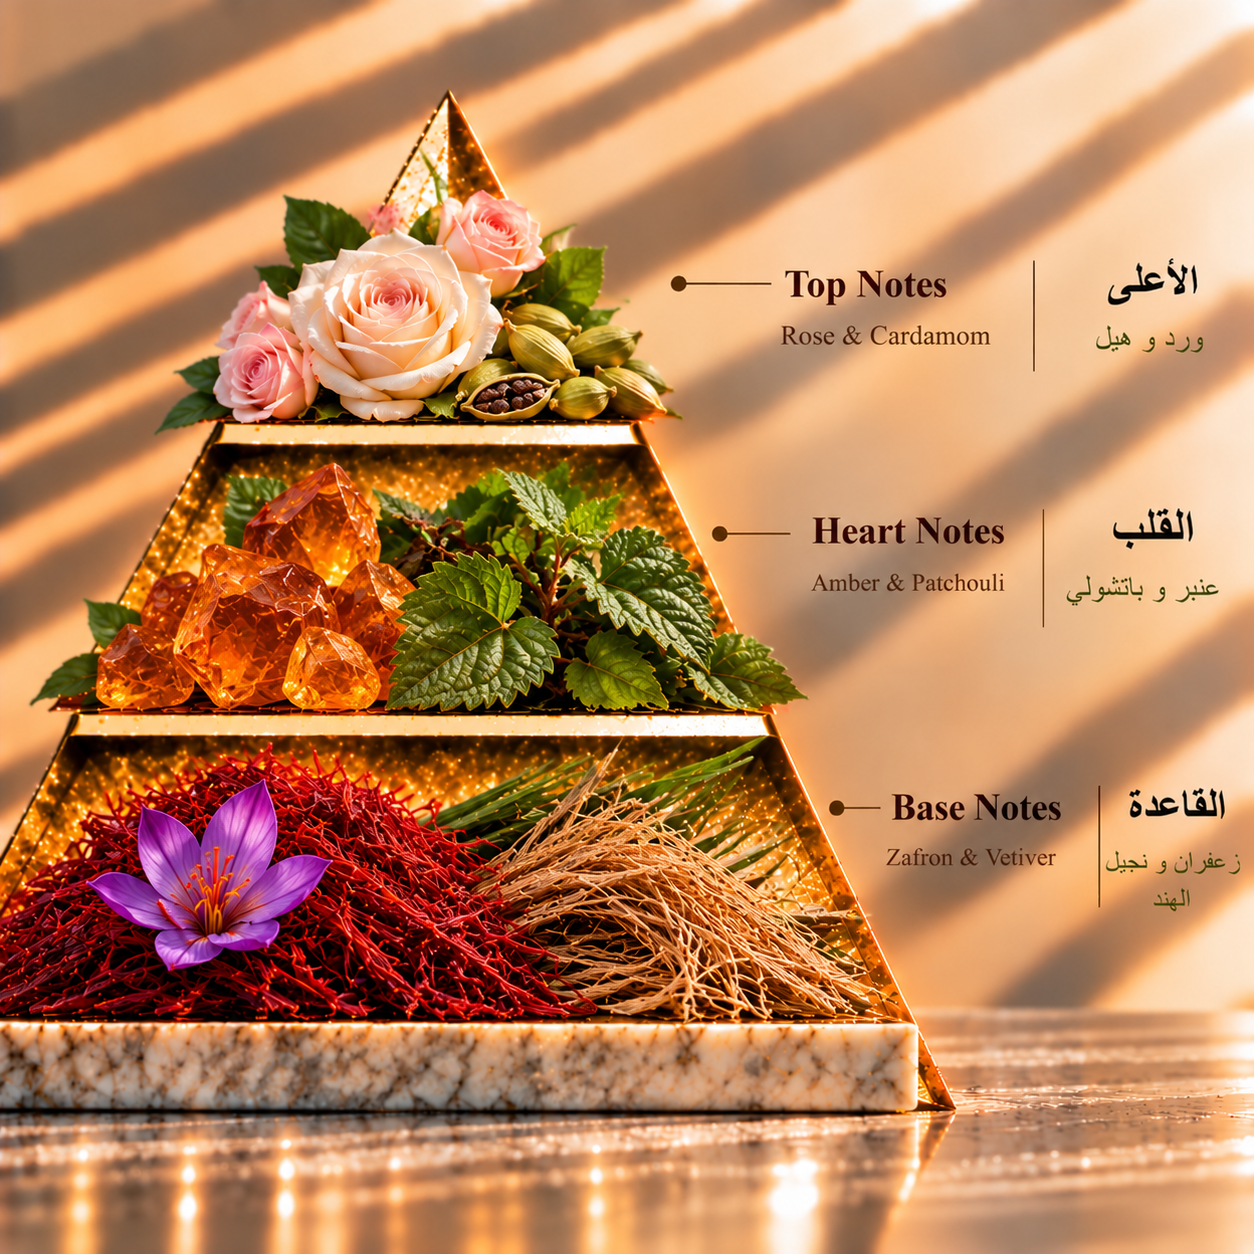 Top Notes
Rose & Cardamom
الأعلى
ورد و هيل
Heart Notes
Amber & Patchouli
القلب
عنبر و باتشولي
Base Notes
Zafron & Vetiver
القاعدة
زعفران و نجيل
الهند